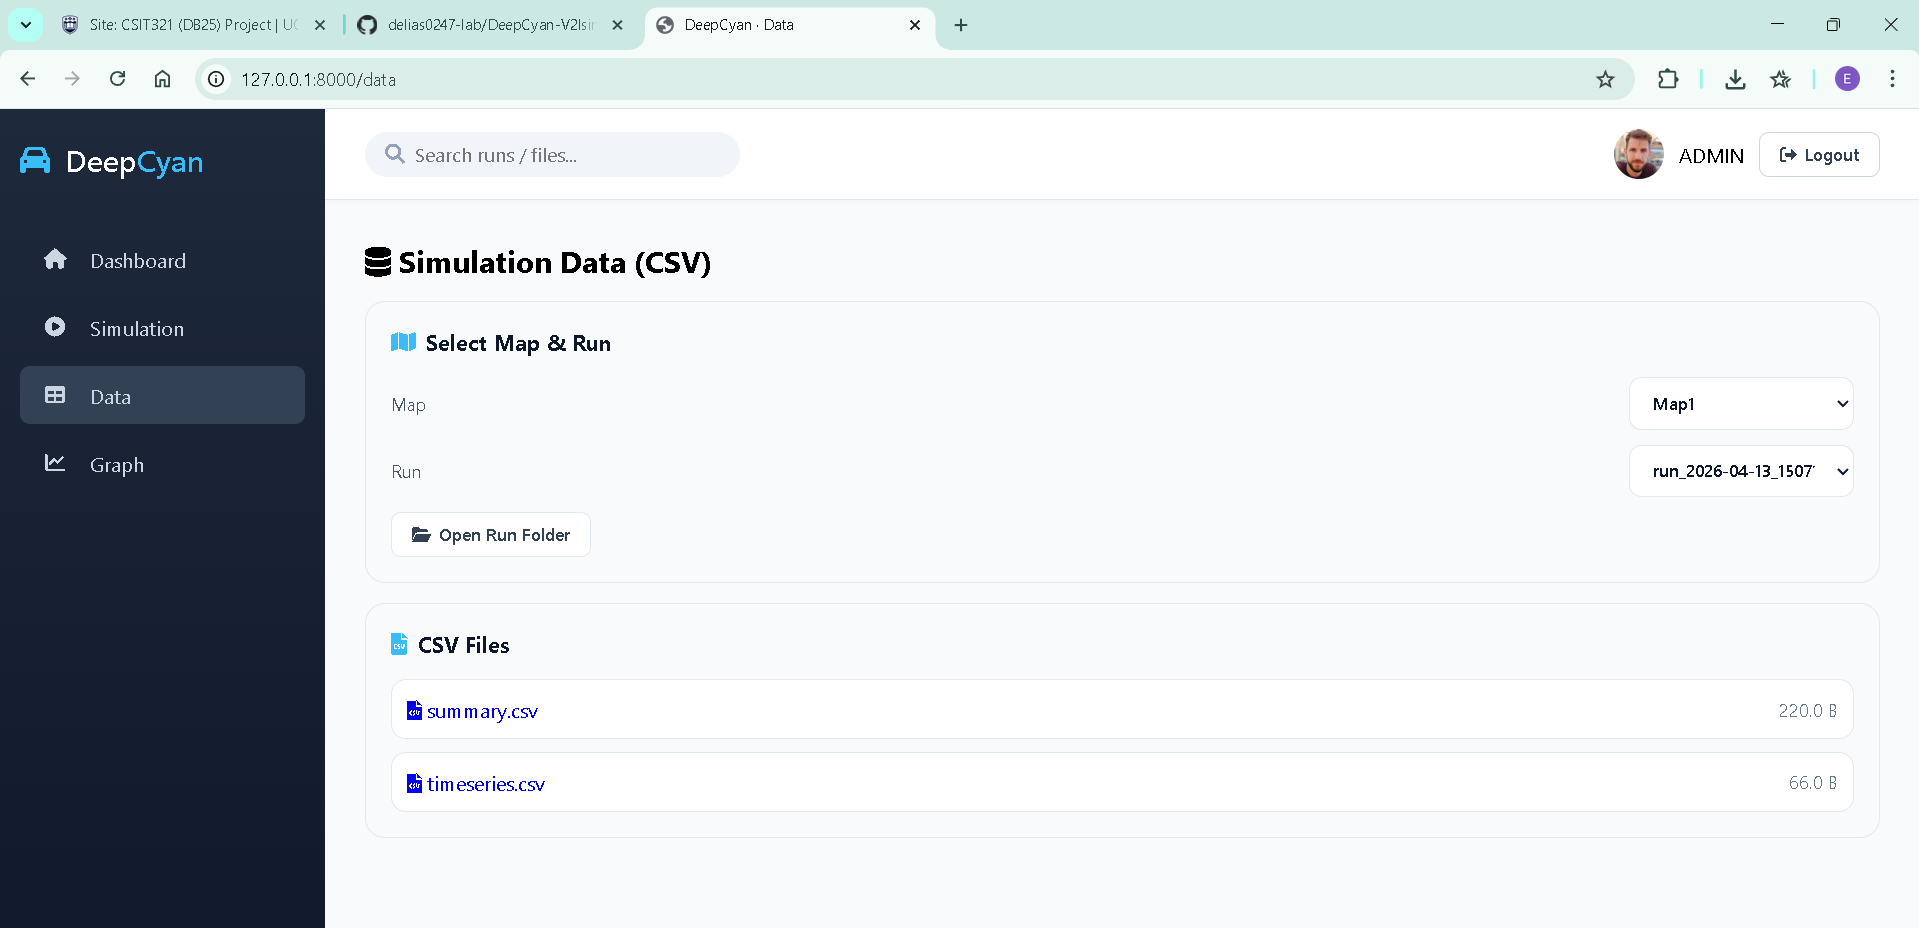 Site: CSIT321 (DB25) Project | UO
delias0247-lab/DeepCyan-V2Isin
DeepCyan · Data
127.0.0.1:8000/data
E
DeepCyan
Search runs / files...
ADMIN
Logout
Dashboard
Simulation
Data
Graph
Simulation Data (CSV)
Select Map & Run
Map
Map1
Run
run_2026-04-13_1507
Open Run Folder
CSV Files
summary.csv
220.0 B
timeseries.csv
66.0 B